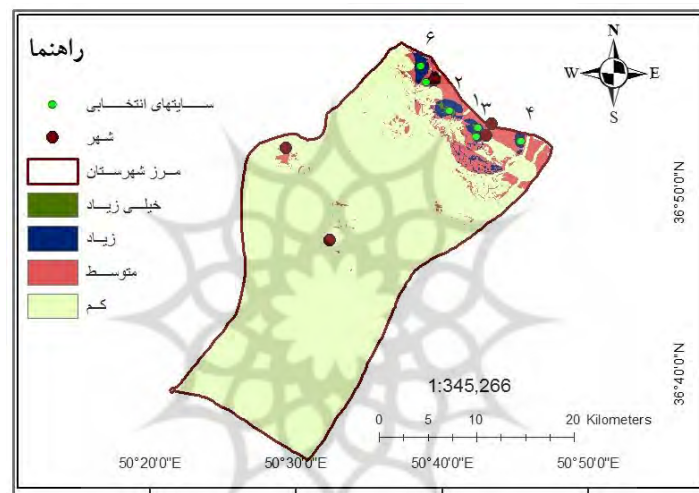 راهنما
سایتهای انتخابی
شهر
مرز شهرستان
خیلی زیاد
زیاد
متوسط
کم
۶
۲
۱
۳
۴
N
W E
S
36°50'0"N
36°40'0"N
1:345,266
0 5 10 20 Kilometers
50°20'0"E 50°30'0"E 50°40'0"E 50°50'0"E